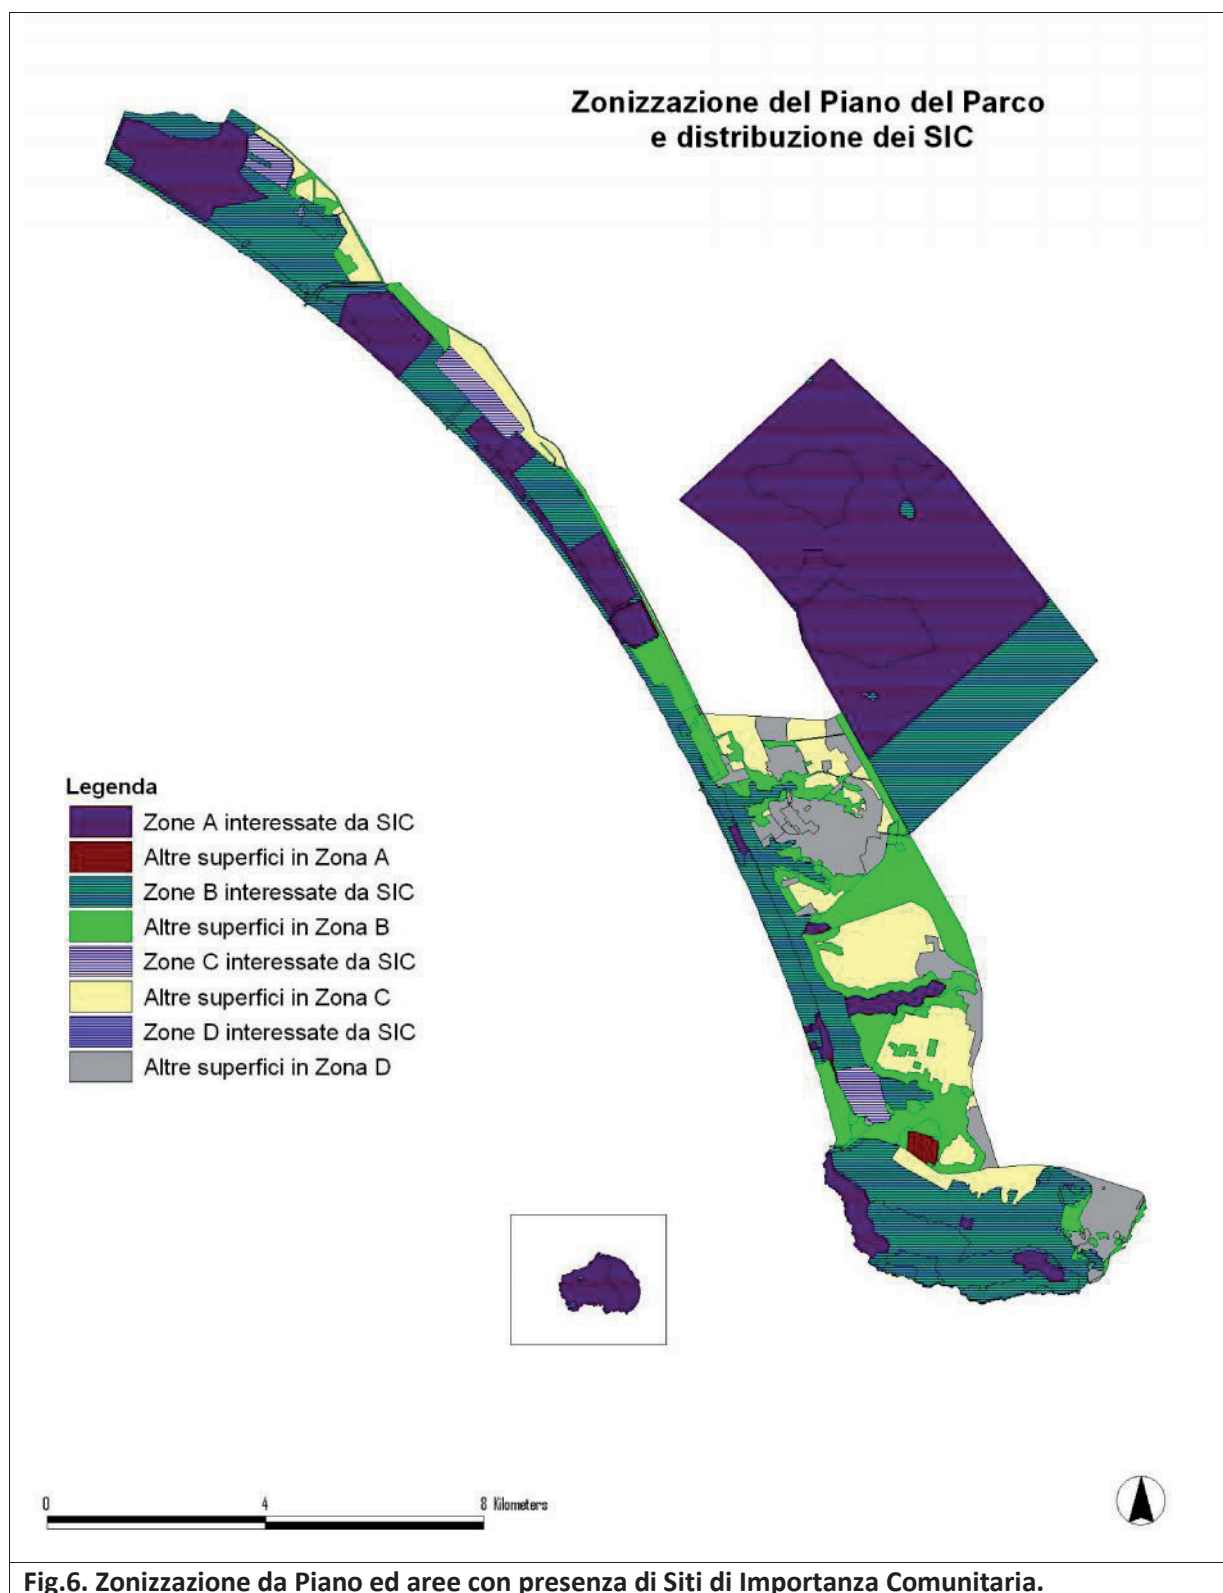 Zonizzazione del Piano del Parco
e distribuzione dei SIC
Legenda
Zone A interessate da SIC
Altre superfici in Zona A
Zone B interessate da SIC
Altre superfici in Zona B
Zone C interessate da SIC
Altre superfici in Zona C
Zone D interessate da SIC
Altre superfici in Zona D
0 4 8 Kilometers
Fig.6. Zonizzazione da Piano ed aree con presenza di Siti di Importanza Comunitaria.